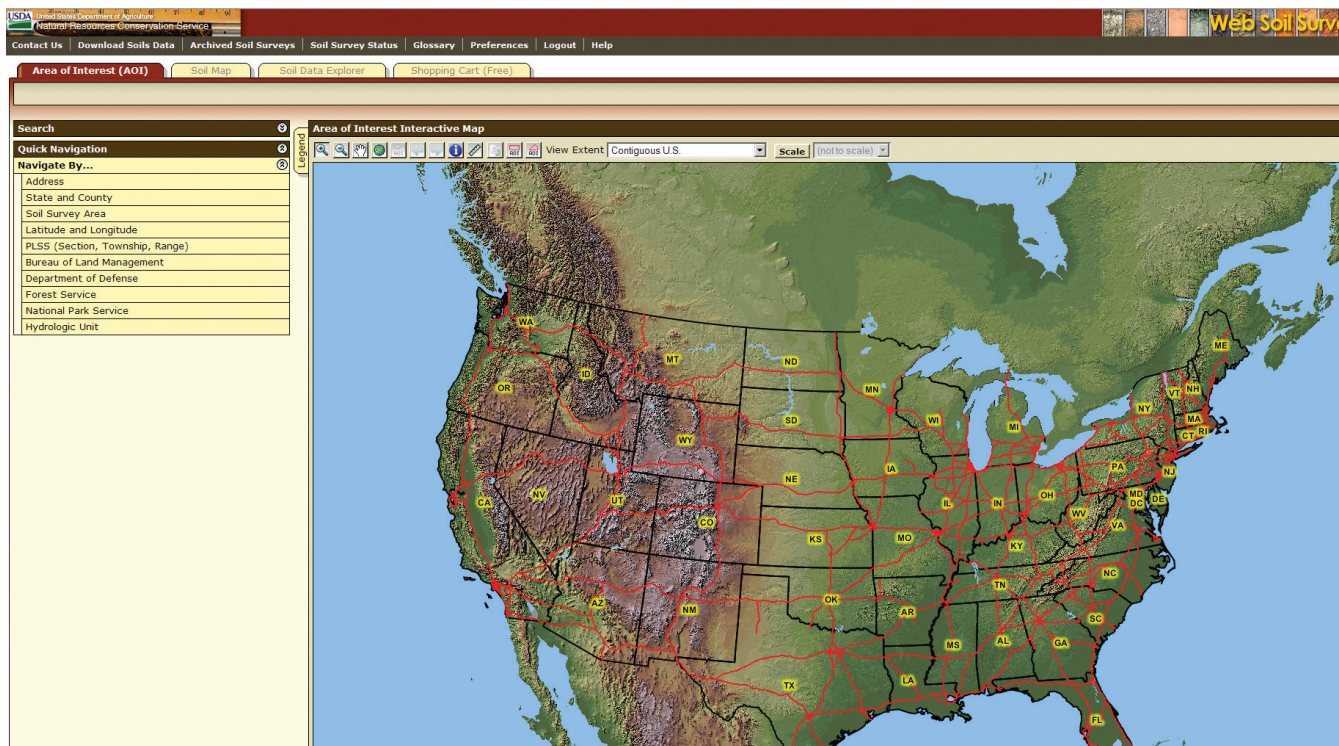 USDA United States Department of Agriculture
Natural Resources Conservation Service
Web Soil Surve
Contact Us | Download Soils Data | Archived Soil Surveys | Soil Survey Status | Glossary | Preferences | Logout | Help
Area of Interest (AOI) Soil Map Soil Data Explorer Shopping Cart (Free)
Search
Quick Navigation
Navigate By...
Address
State and County
Soil Survey Area
Latitude and Longitude
PLSS (Section, Township, Range)
Bureau of Land Management
Department of Defense
Forest Service
National Park Service
Hydrologic Unit
Legend
Area of Interest Interactive Map
View Extent Contiguous U.S. Scale (not to scale)
AOI AOI
WA
ME
MT
ND
ID
OR
MN
VT NH
NY
MA
WI
SD
MI
CT RI
WY
IA
PA
NJ
NE
NV
UT
CA
IL
IN
OH
MD
DC
DE
WV
CO
VA
KS
MO
KY
NC
TN
AZ
NM
OK
AR
SC
MS
AL
GA
TX
LA
FL